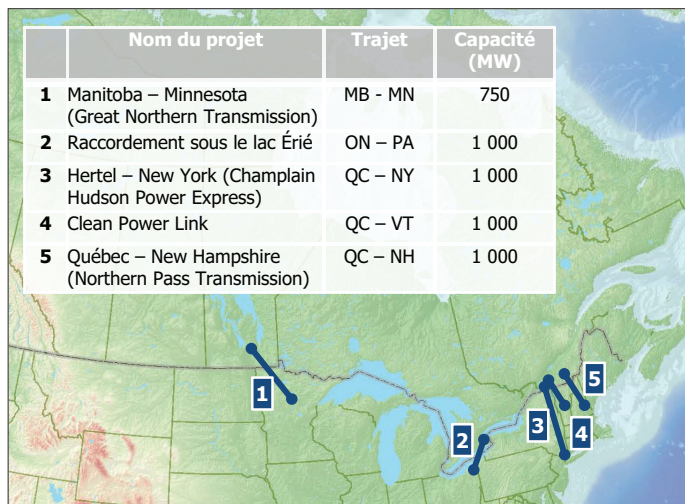 Nom du projet Trajet Capacité
(MW)
1 Manitoba – Minnesota MB - MN 750
(Great Northern Transmission)
2 Raccordement sous le lac Érié ON – PA 1 000
3 Hertel – New York (Champlain QC – NY 1 000
Hudson Power Express)
4 Clean Power Link QC – VT 1 000
5 Québec – New Hampshire QC – NH 1 000
(Northern Pass Transmission)
1
2
3
4
5